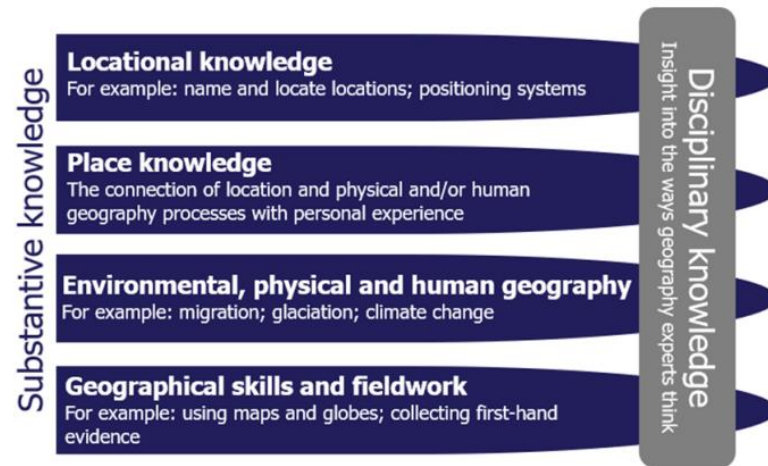 Substantive knowledge
Locational knowledge
For example: name and locate locations; positioning systems
Place knowledge
The connection of location and physical and/or human
geography processes with personal experience
Environmental, physical and human geography
For example: migration; glaciation; climate change
Geographical skills and fieldwork
For example: using maps and globes; collecting first-hand
evidence
Disciplinary knowledge
Insight into the ways geography experts think